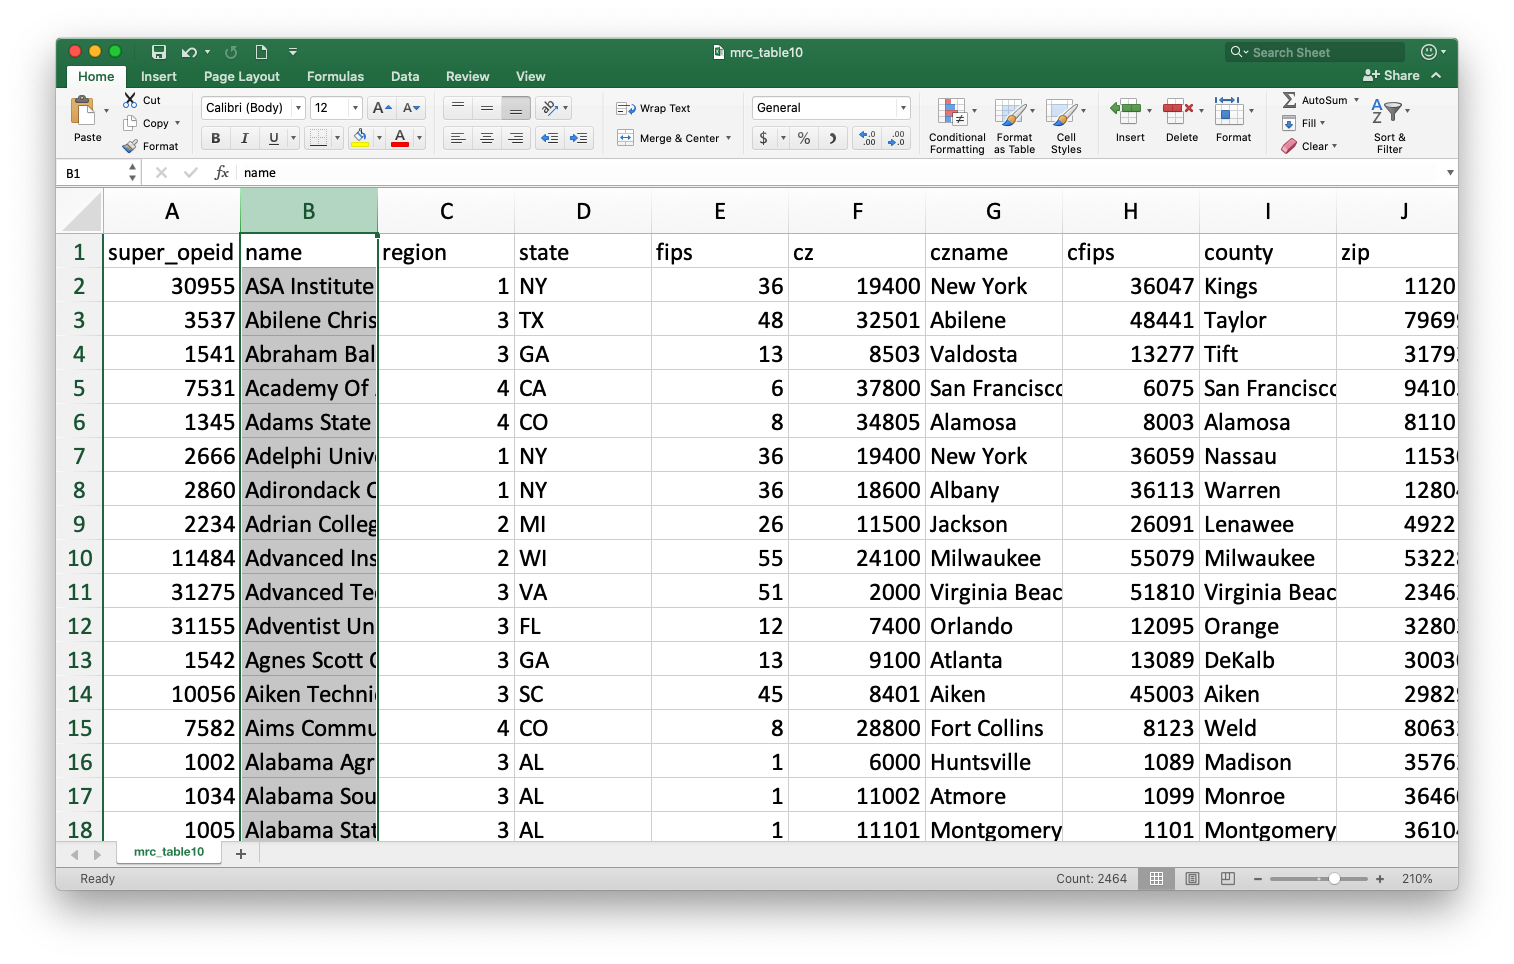 mrc_table10
Search Sheet
Home Insert Page Layout Formulas Data Review View
Share
Paste
Cut
Copy
Format
Calibri (Body) 12
B I U A
Wrap Text
Merge & Center
General
$ % )
Conditional Formatting
Format as Table
Cell Styles
Insert
Delete
Format
AutoSum
Fill
Clear
Sort & Filter
B1 fx name
A B C D E F G H I J
1 super_opeid name region state fips cz czname cfips county zip
2 30955 ASA Institute 1 NY 36 19400 New York 36047 Kings 1120
3 3537 Abilene Chris 3 TX 48 32501 Abilene 48441 Taylor 7969
4 1541 Abraham Bal 3 GA 13 8503 Valdosta 13277 Tift 3179
5 7531 Academy Of 4 CA 6 37800 San Francisco 6075 San Francisco 9410
6 1345 Adams State 4 CO 8 34805 Alamosa 8003 Alamosa 8110
7 2666 Adelphi Univ 1 NY 36 19400 New York 36059 Nassau 1153
8 2860 Adirondack C 1 NY 36 18600 Albany 36113 Warren 1280
9 2234 Adrian Colleg 2 MI 26 11500 Jackson 26091 Lenawee 4922
10 11484 Advanced Ins 2 WI 55 24100 Milwaukee 55079 Milwaukee 5322
11 31275 Advanced Te 3 VA 51 2000 Virginia Beac 51810 Virginia Beac 2346
12 31155 Adventist Un 3 FL 12 7400 Orlando 12095 Orange 3280
13 1542 Agnes Scott C 3 GA 13 9100 Atlanta 13089 DeKalb 3003
14 10056 Aiken Techni 3 SC 45 8401 Aiken 45003 Aiken 2982
15 7582 Aims Commu 4 CO 8 28800 Fort Collins 8123 Weld 8063
16 1002 Alabama Agr 3 AL 1 6000 Huntsville 1089 Madison 3576
17 1034 Alabama Sou 3 AL 1 11002 Atmore 1099 Monroe 3646
18 1005 Alabama Stat 3 AL 1 11101 Montgomery 1101 Montgomery 3610
mrc_table10 +
Ready
Count: 2464
210%